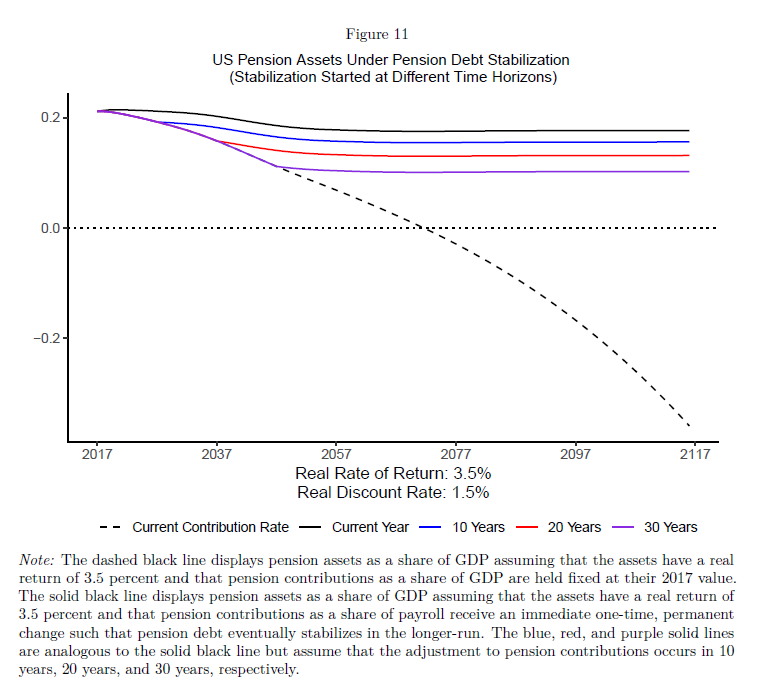 Figure 11
US Pension Assets Under Pension Debt Stabilization
(Stabilization Started at Different Time Horizons)
0.2
0.0
−0.2
2017 2037 2057 2077 2097 2117
Real Rate of Return: 3.5%
Real Discount Rate: 1.5%
Current Contribution Rate Current Year 10 Years 20 Years 30 Years
Note: The dashed black line displays pension assets as a share of GDP assuming that the assets have a real
return of 3.5 percent and that pension contributions as a share of GDP are held fixed at their 2017 value.
The solid black line displays pension assets as a share of GDP assuming that the assets have a real return of
3.5 percent and that pension contributions as a share of payroll receive an immediate one-time, permanent
change such that pension debt eventually stabilizes in the longer-run. The blue, red, and purple solid lines
are analogous to the solid black line but assume that the adjustment to pension contributions occurs in 10
years, 20 years, and 30 years, respectively.